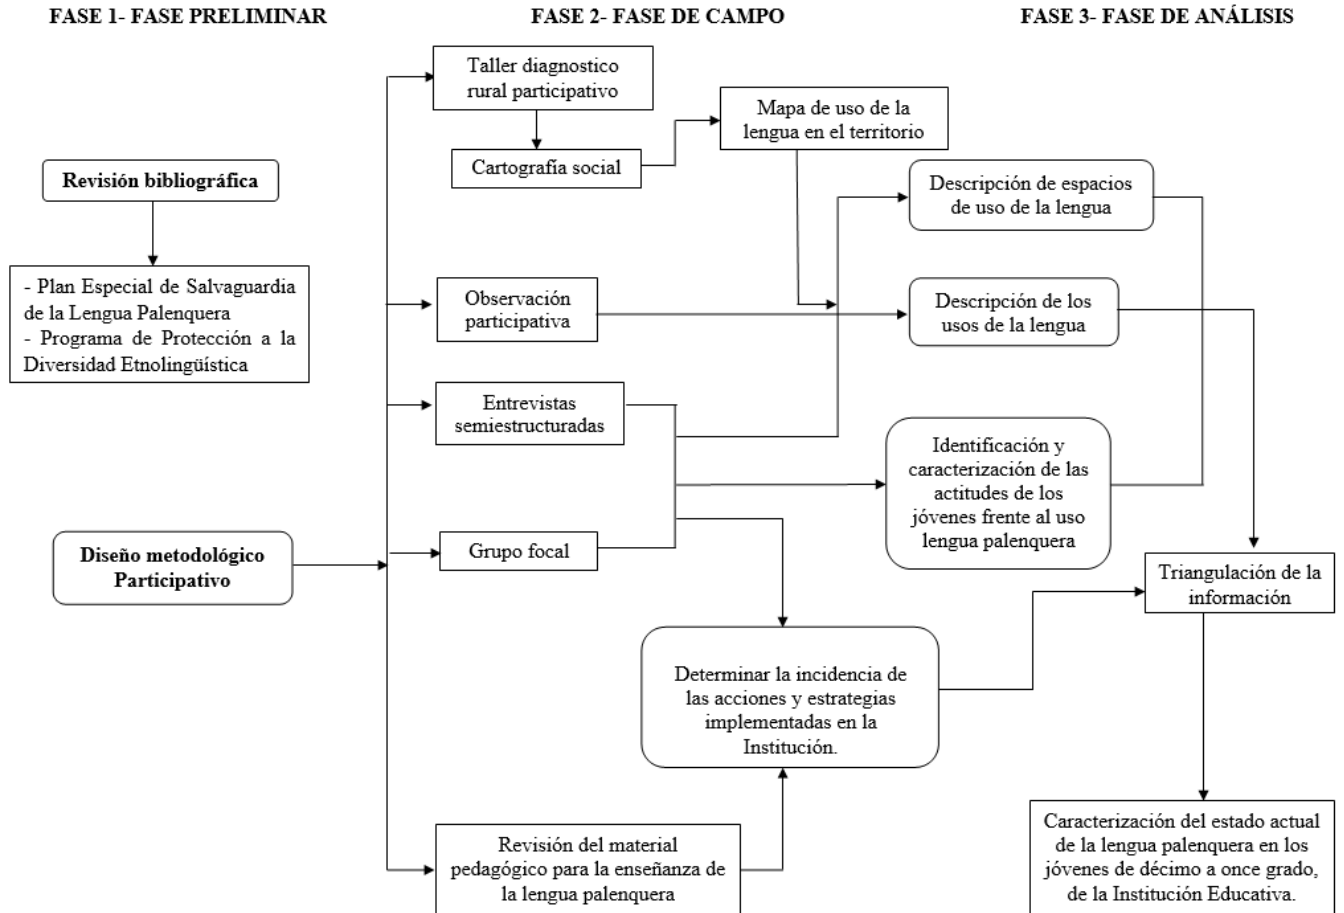 FASE 1- FASE PRELIMINAR
FASE 2- FASE DE CAMPO
FASE 3- FASE DE ANÁLISIS
Revisión bibliográfica
- Plan Especial de Salvaguardia
de la Lengua Palenquera
- Programa de Protección a la
Diversidad Etnolingüística
Diseño metodológico
Participativo
Taller diagnostico
rural participativo
Cartografía social
Mapa de uso de la
lengua en el territorio
Observación
participativa
Entrevistas
semiestructuradas
Grupo focal
Determinar la incidencia de
las acciones y estrategias
implementadas en la
Institución.
Revisión del material
pedagógico para la enseñanza de
la lengua palenquera
Descripción de espacios
de uso de la lengua
Descripción de los
usos de la lengua
Identificación y
caracterización de las
actitudes de los
jóvenes frente al uso
lengua palenquera
Triangulación de la
información
Caracterización del estado actual
de la lengua palenquera en los
jóvenes de décimo a once grado,
de la Institución Educativa.